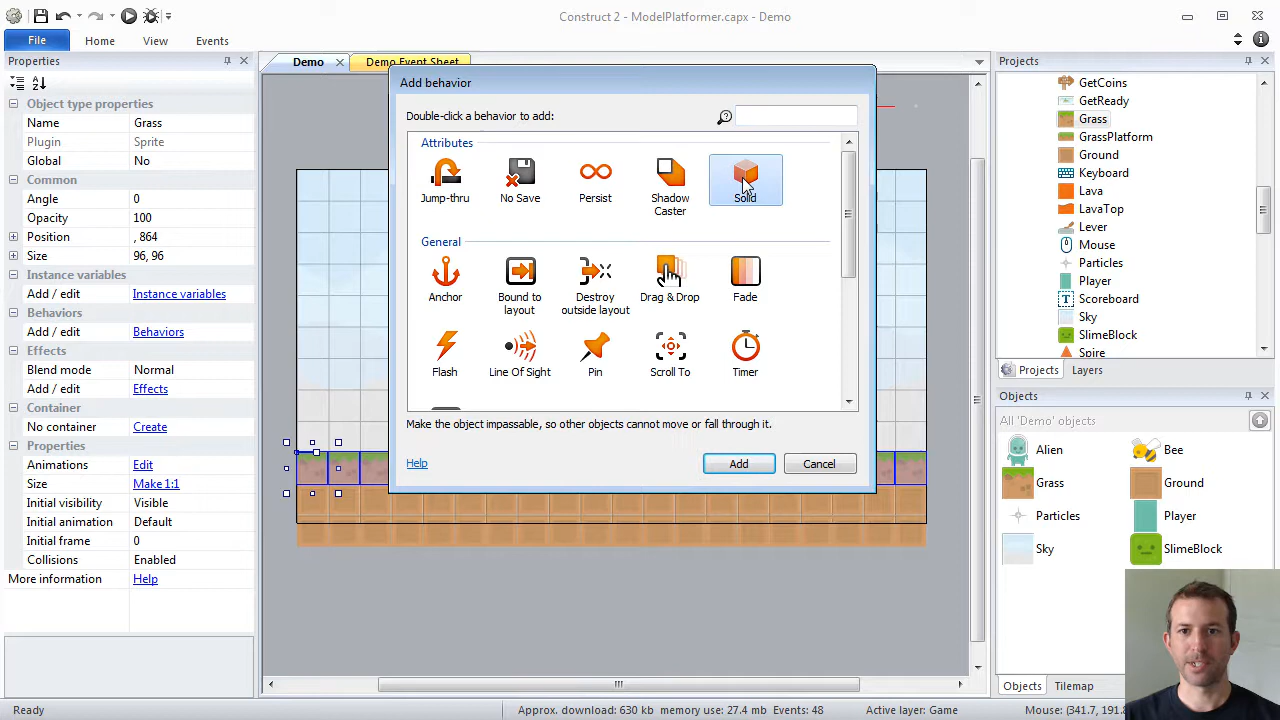 Construct 2 - ModelPlatformer.capx - Demo
File
Home
View
Events
Properties
Object type properties
Name Grass
Plugin Sprite
Global No
Common
Angle 0
Opacity 100
Position , 864
Size 96, 96
Instance variables
Add / edit Instance variables
Behaviors
Add / edit Behaviors
Effects
Blend mode Normal
Add / edit Effects
Container
No container Create
Properties
Animations Edit
Size Make 1:1
Initial visibility Visible
Initial animation Default
Initial frame 0
Collisions Enabled
More information Help
Demo
Demo Event Sheet
Add behavior
Double-click a behavior to add:
Attributes
Jump-thru
No Save
Persist
Shadow Caster
Solid
General
Anchor
Bound to layout
Destroy outside layout
Drag & Drop
Fade
Flash
Line Of Sight
Pin
Scroll To
Timer
Make the object impassable, so other objects cannot move or fall through it.
Help
Add
Cancel
Projects
GetCoins
GetReady
Grass
GrassPlatform
Ground
Keyboard
Lava
LavaTop
Lever
Mouse
Particles
Player
Scoreboard
Sky
SlimeBlock
Spire
Projects
Layers
Objects
All 'Demo' objects
Alien
Bee
Grass
Ground
Particles
Player
Sky
SlimeBlock
Objects
Tilemap
Ready
Approx. download: 630 kb
memory use: 27.4 mb
Events: 48
Active layer: Game
Mouse: (341.7, 191.8